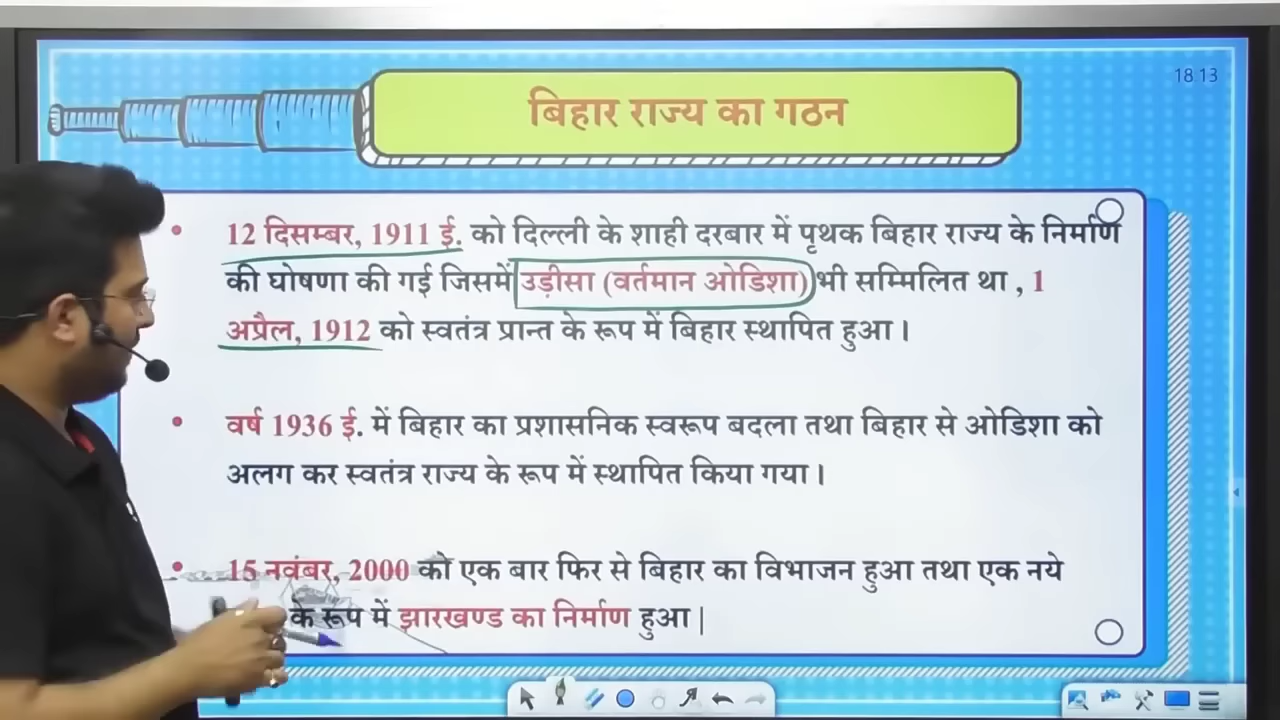 18 13
बिहार राज्य का गठन
12 दिसम्बर, 1911 ई. को दिल्ली के शाही दरबार में पृथक बिहार राज्य के निर्माण
की घोषणा की गई जिसमें उड़ीसा (वर्तमान ओडिशा) भी सम्मिलित था , 1
अप्रैल, 1912 को स्वतंत्र प्रान्त के रूप में बिहार स्थापित हुआ ।
वर्ष 1936 ई. में बिहार का प्रशासनिक स्वरूप बदला तथा बिहार से ओडिशा को
अलग कर स्वतंत्र राज्य के रूप में स्थापित किया गया ।
15 नवंबर, 2000 को एक बार फिर से बिहार का विभाजन हुआ तथा एक नये
के रूप में झारखण्ड का निर्माण हुआ |